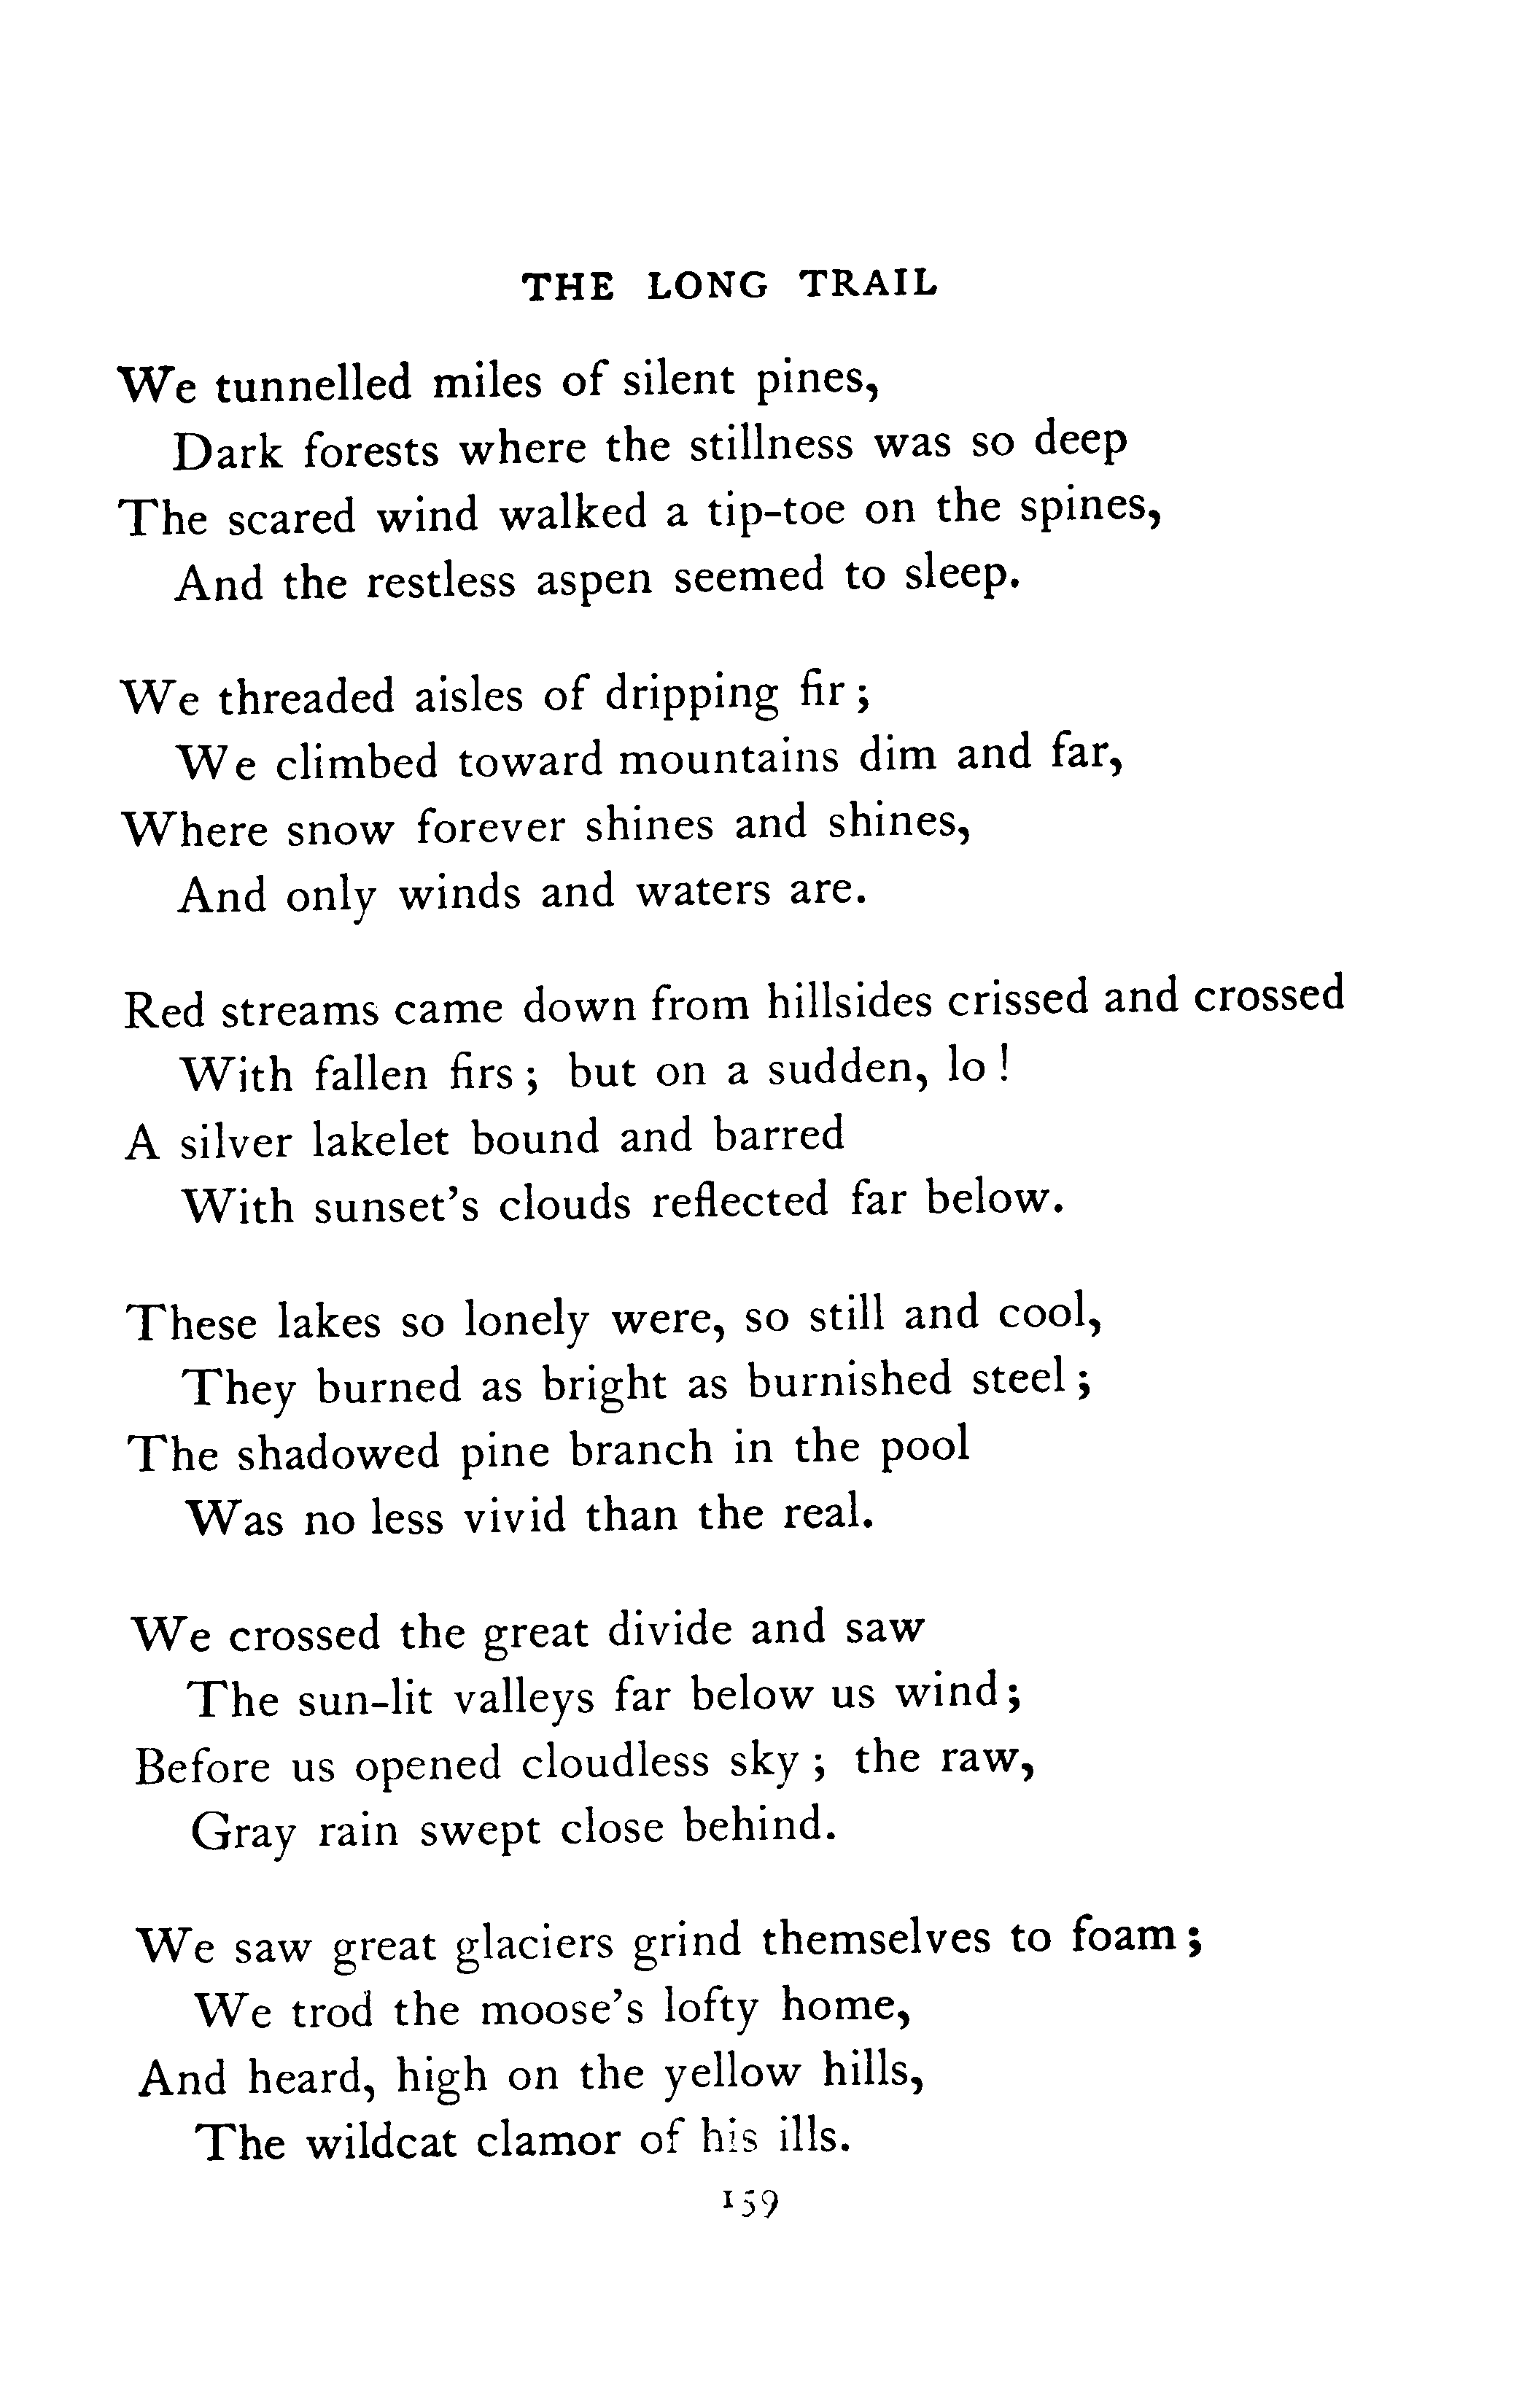 THE LONG TRAIL
We tunnelled miles of silent pines,
Dark forests where the stillness was so deep
The scared wind walked a tip-toe on the spines,
And the restless aspen seemed to sleep.
We threaded aisles of dripping fir ;
We climbed toward mountains dim and far,
Where snow forever shines and shines,
And only winds and waters are.
Red streams came down from hillsides crissed and crossed
With fallen firs ; but on a sudden, lo !
A silver lakelet bound and barred
With sunset’s clouds reflected far below.
These lakes so lonely were, so still and cool,
They burned as bright as burnished steel ;
The shadowed pine branch in the pool
Was no less vivid than the real.
We crossed the great divide and saw
The sun-lit valleys far below us wind ;
Before us opened cloudless sky ; the raw,
Gray rain swept close behind.
We saw great glaciers grind themselves to foam ;
We trod the moose’s lofty home,
And heard, high on the yellow hills,
The wildcat clamor of his ills.
159